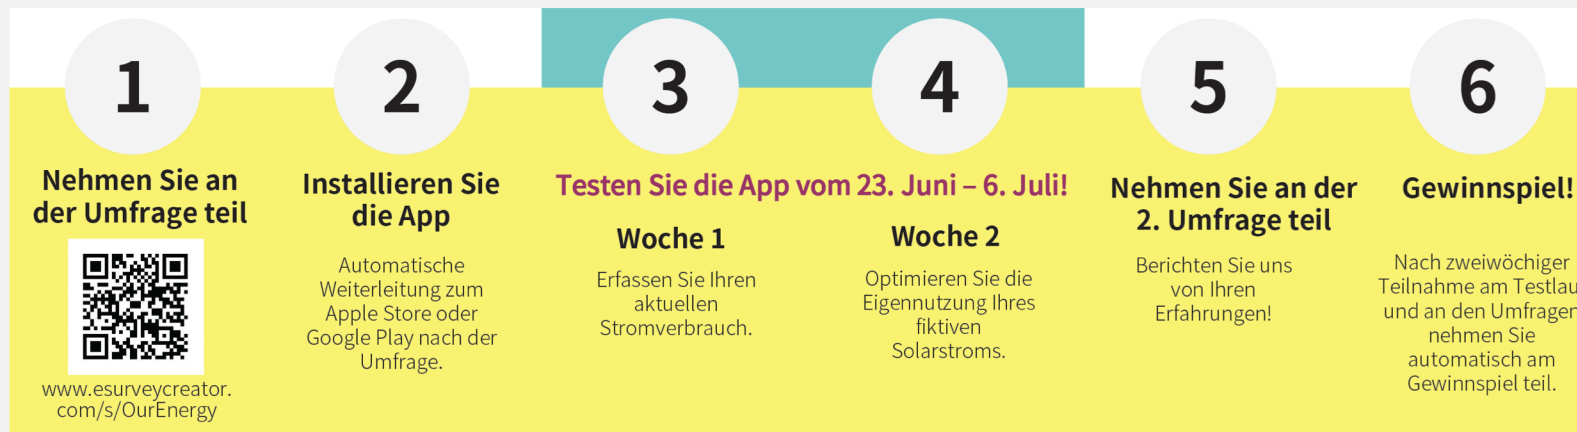 1
Nehmen Sie an
der Umfrage teil
www.esurveycreator.
com/s/OurEnergy
2
Installieren Sie
die App
Automatische
Weiterleitung zum
Apple Store oder
Google Play nach der
Umfrage.
3
4
Testen Sie die App vom 23. Juni – 6. Juli!
Woche 1
Erfassen Sie Ihren
aktuellen
Stromverbrauch.
Woche 2
Optimieren Sie die
Eigennutzung Ihres
fiktiven
Solarstroms.
5
Nehmen Sie an der
2. Umfrage teil
Berichten Sie uns
von Ihren
Erfahrungen!
6
Gewinnspiel!
Nach zweiwöchiger
Teilnahme am Testlau
und an den Umfragen
nehmen Sie
automatisch am
Gewinnspiel teil.